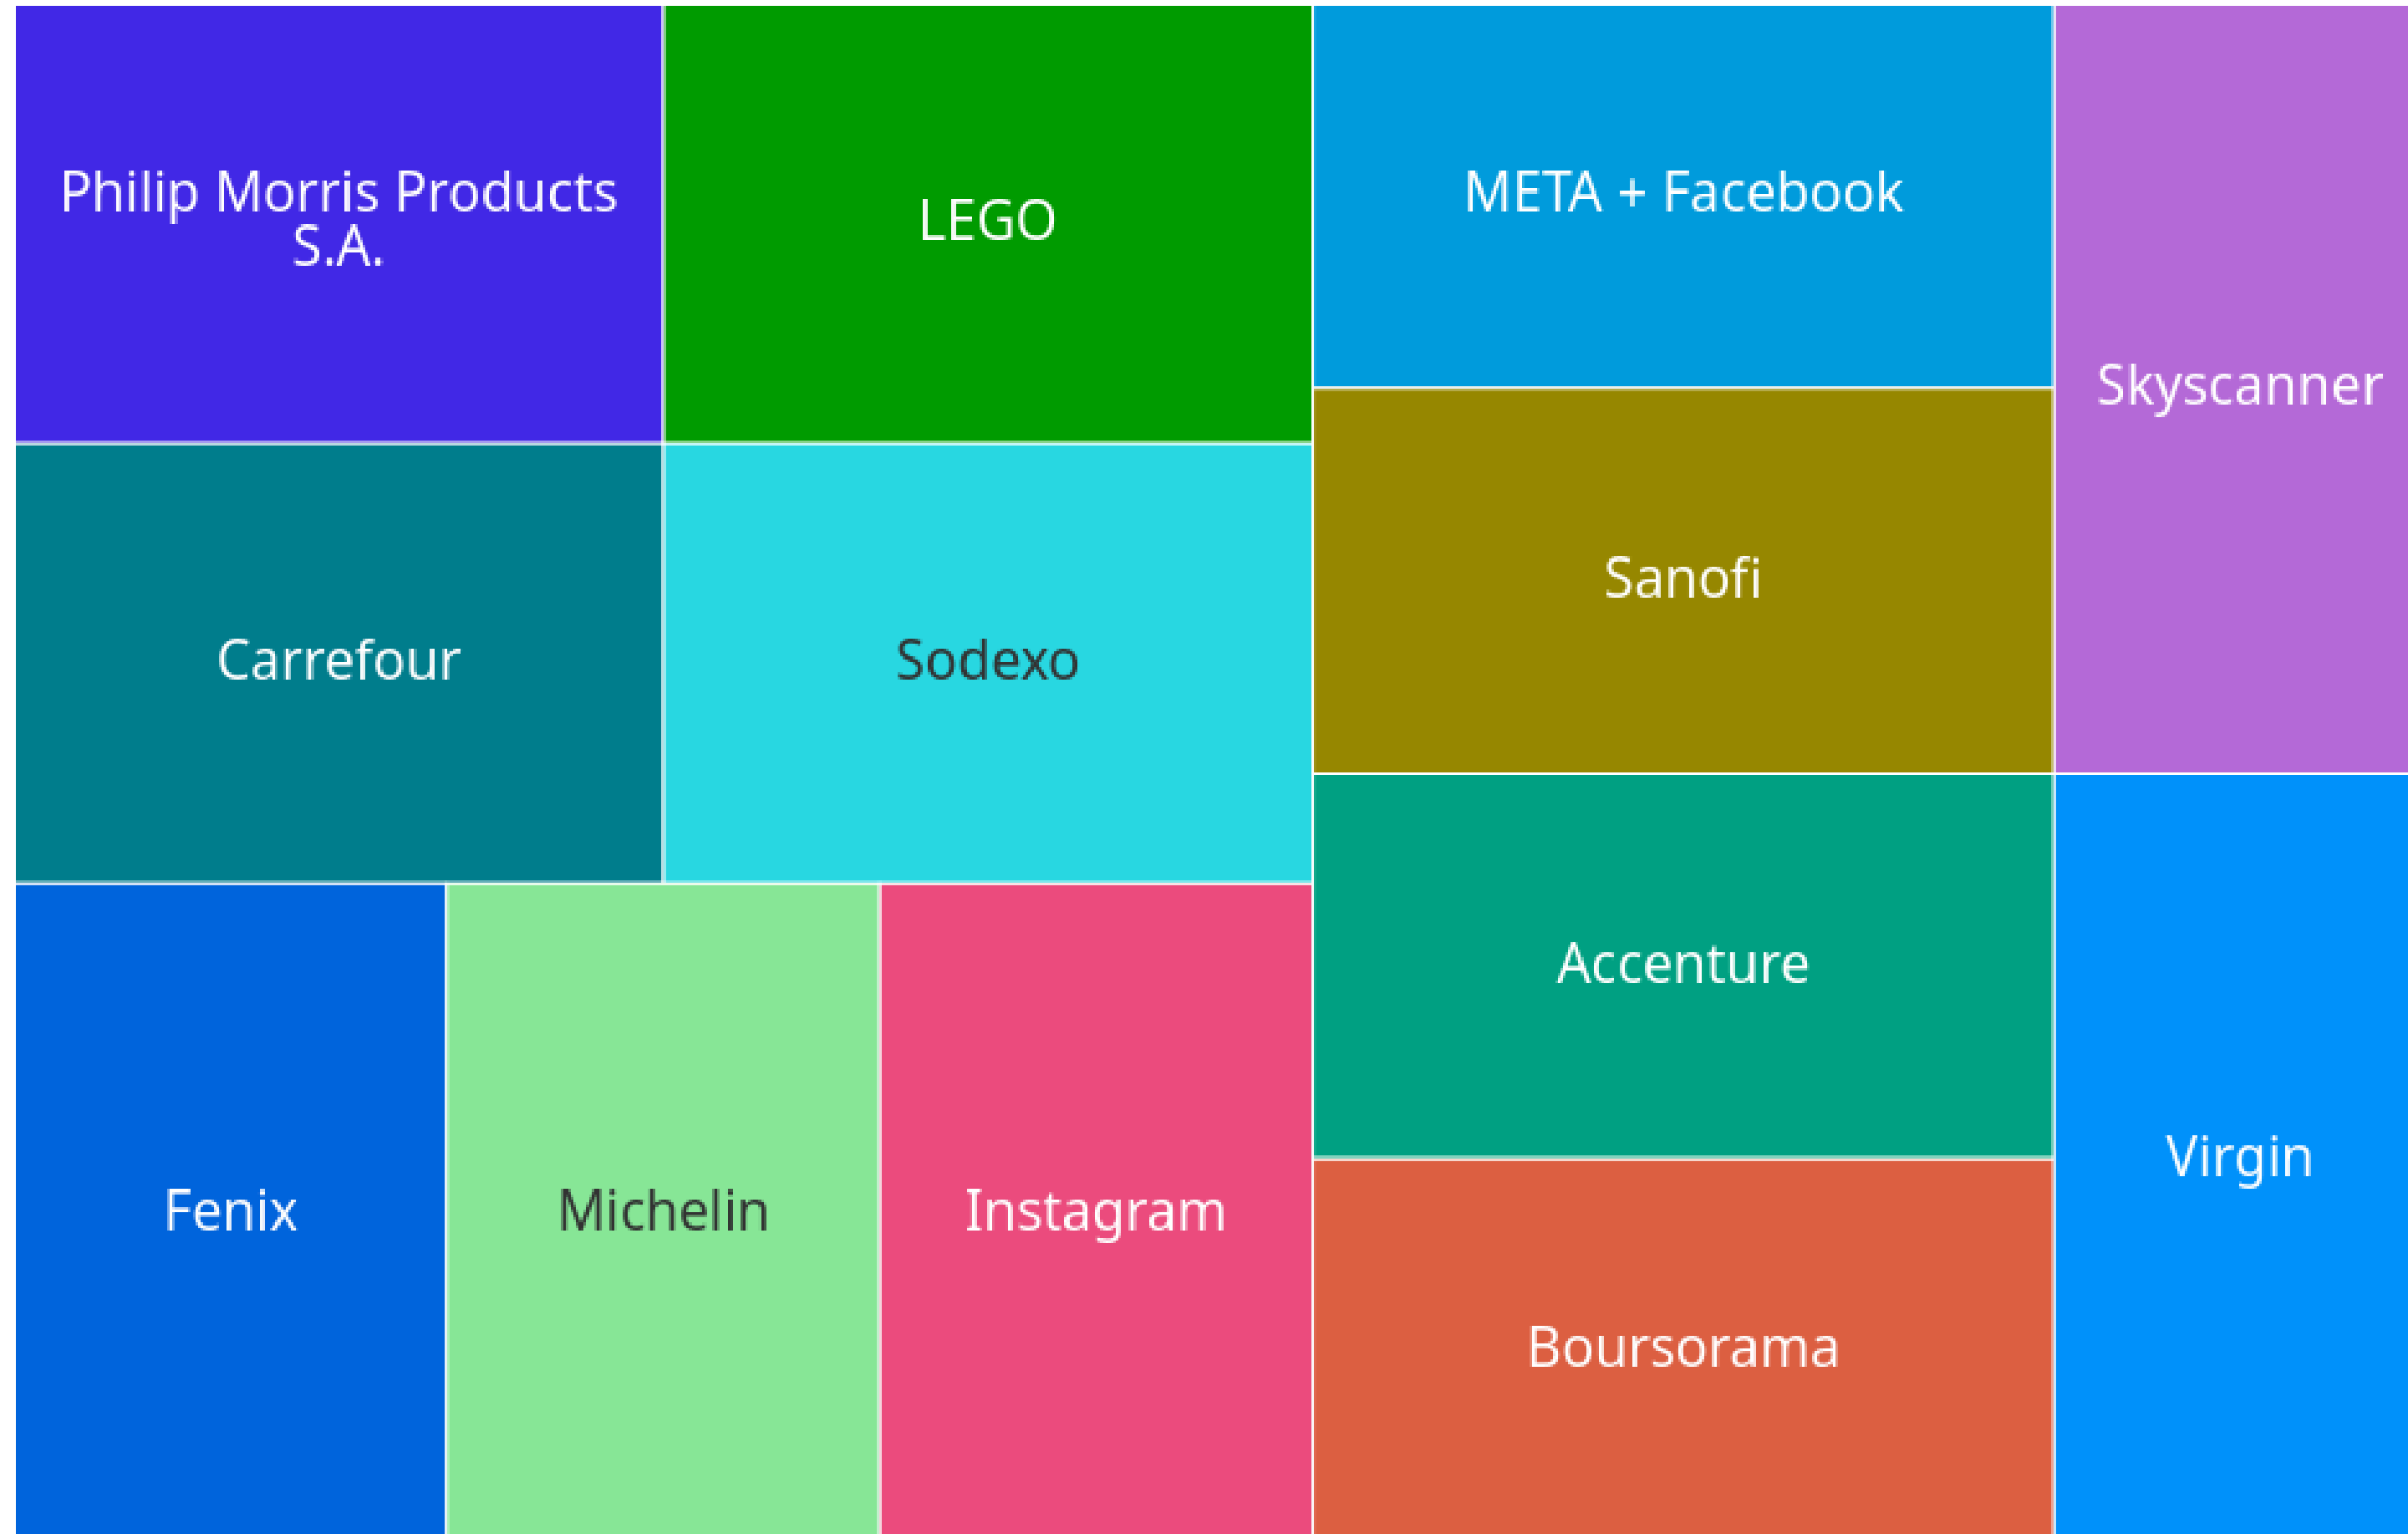 Philip Morris Products
S.A.
LEGO
META + Facebook
Skyscanner
Carrefour
Sodexo
Sanofi
Accenture
Virgin
Fenix
Michelin
Instagram
Boursorama